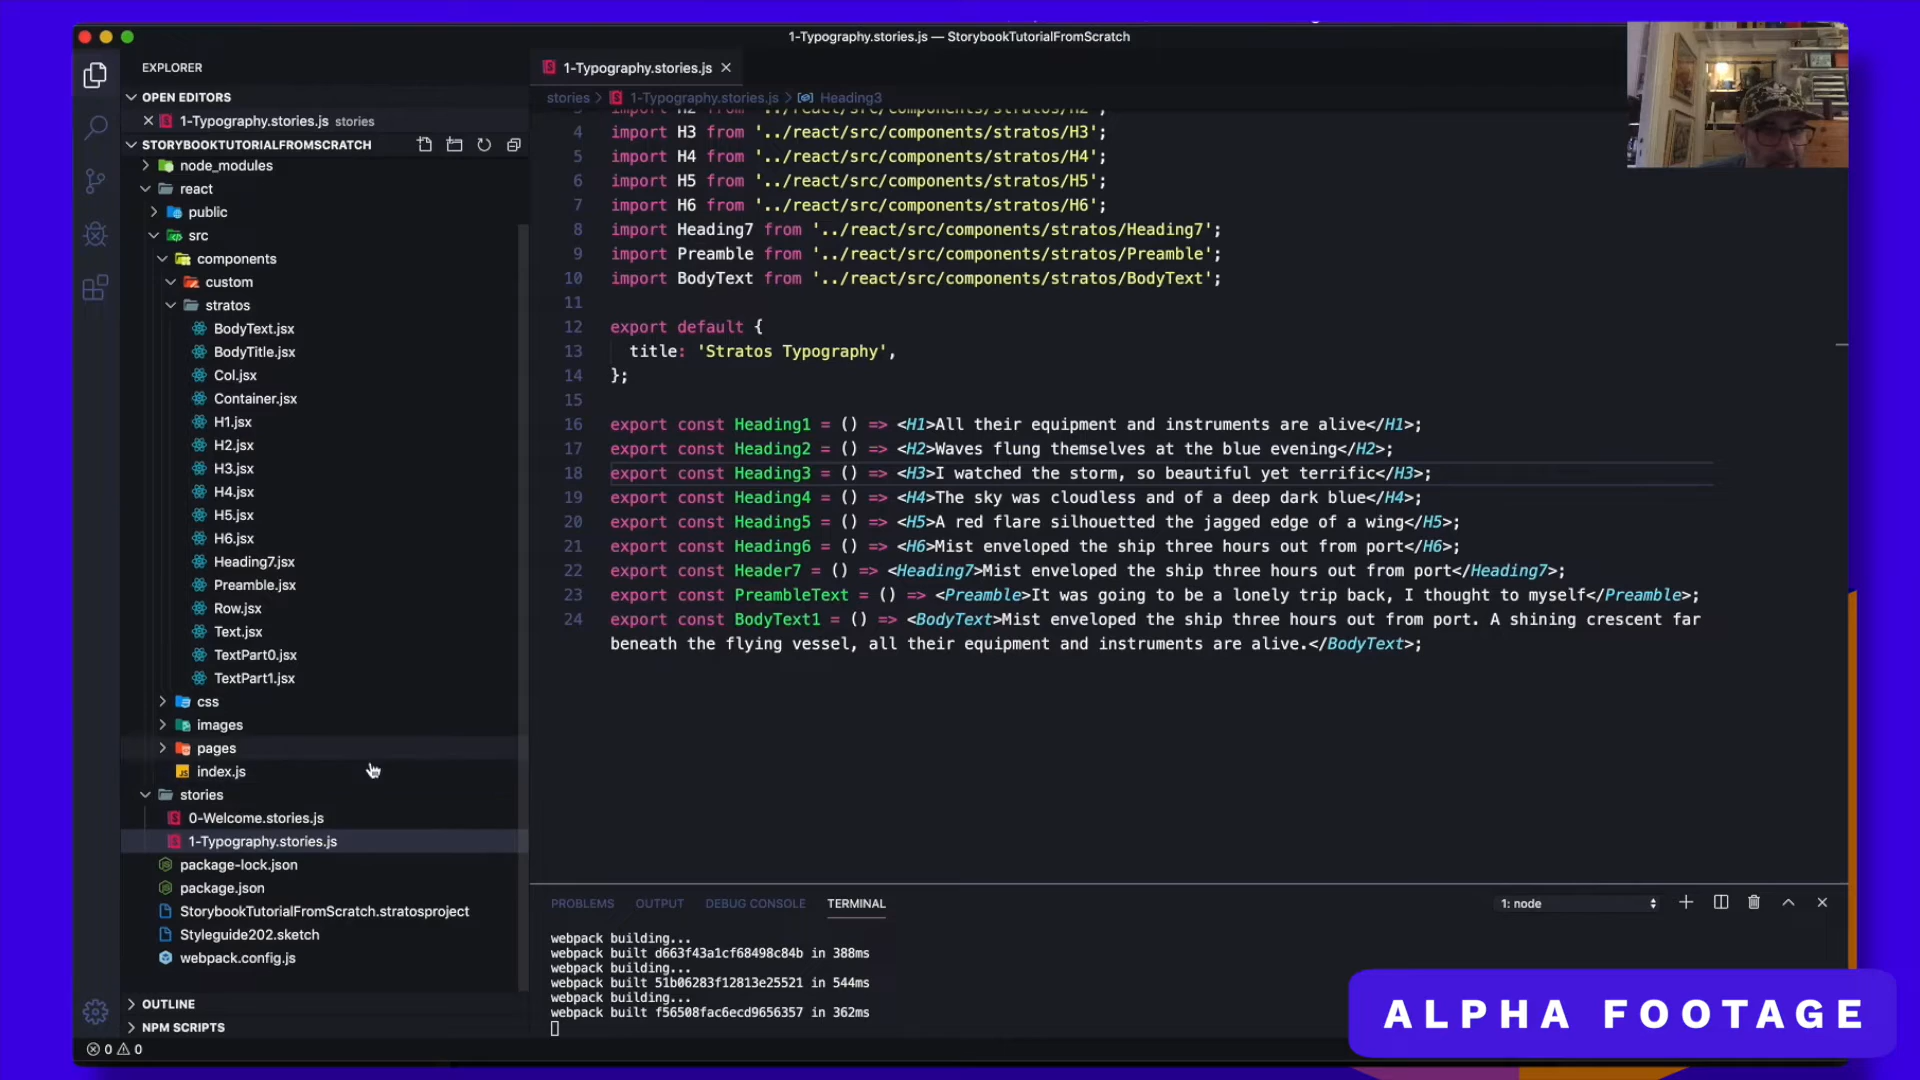 1-Typography.stories.js — StorybookTutorialFromScratch
EXPLORER
OPEN EDITORS
1-Typography.stories.js stories
STORYBOOKTUTORIALFROMSCRATCH
node_modules
react
public
src
components
custom
stratos
BodyText.jsx
BodyTitle.jsx
Col.jsx
Container.jsx
H1.jsx
H2.jsx
H3.jsx
H4.jsx
H5.jsx
H6.jsx
Heading7.jsx
Preamble.jsx
Row.jsx
Text.jsx
TextPart0.jsx
TextPart1.jsx
css
images
pages
index.js
stories
0-Welcome.stories.js
1-Typography.stories.js
package-lock.json
package.json
StorybookTutorialFromScratch.stratosproject
Styleguide202.sketch
webpack.config.js
OUTLINE
NPM SCRIPTS
0 0
1-Typography.stories.js
stories > 1-Typography.stories.js > Heading3
3 import H2 from '../react/src/components/stratos/H2';
4 import H3 from '../react/src/components/stratos/H3';
5 import H4 from '../react/src/components/stratos/H4';
6 import H5 from '../react/src/components/stratos/H5';
7 import H6 from '../react/src/components/stratos/H6';
8 import Heading7 from '../react/src/components/stratos/Heading7';
9 import Preamble from '../react/src/components/stratos/Preamble';
10 import BodyText from '../react/src/components/stratos/BodyText';
11
12 export default {
13 title: 'Stratos Typography',
14 };
15
16 export const Heading1 = () => <H1>All their equipment and instruments are alive</H1>;
17 export const Heading2 = () => <H2>Waves flung themselves at the blue evening</H2>;
18 export const Heading3 = () => <H3>I watched the storm, so beautiful yet terrific</H3>;
19 export const Heading4 = () => <H4>The sky was cloudless and of a deep dark blue</H4>;
20 export const Heading5 = () => <H5>A red flare silhouetted the jagged edge of a wing</H5>;
21 export const Heading6 = () => <H6>Mist enveloped the ship three hours out from port</H6>;
22 export const Header7 = () => <Heading7>Mist enveloped the ship three hours out from port</Heading7>;
23 export const PreambleText = () => <Preamble>It was going to be a lonely trip back, I thought to myself</Preamble>;
24 export const BodyText1 = () => <BodyText>Mist enveloped the ship three hours out from port. A shining crescent far
beneath the flying vessel, all their equipment and instruments are alive.</BodyText>;
PROBLEMS OUTPUT DEBUG CONSOLE TERMINAL 1: node
webpack building...
webpack built d663f43a1cf68498c84b in 388ms
webpack building...
webpack built 51b06283f12813e25521 in 544ms
webpack building...
webpack built f56508fac6ecd9656357 in 362ms
ALPHA FOOTAGE